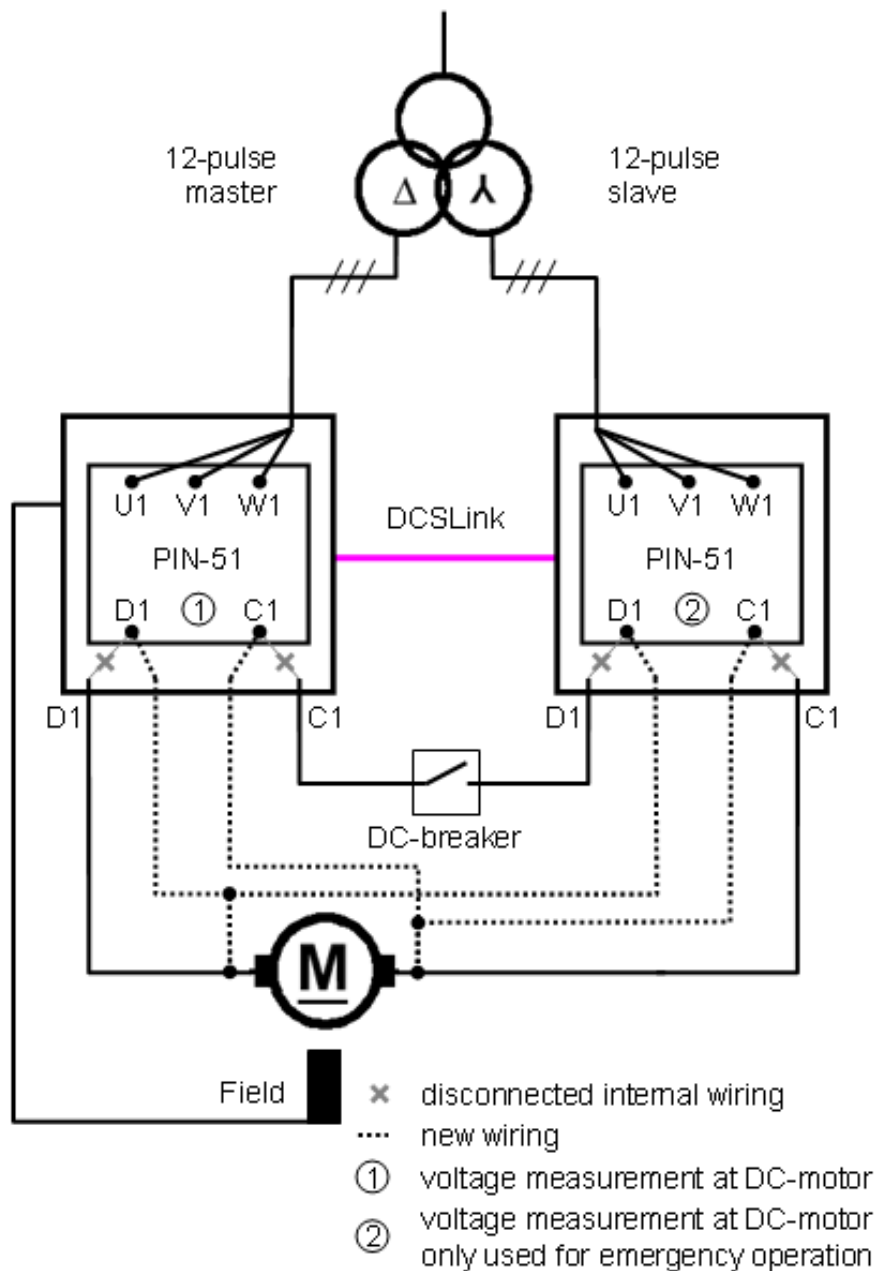 12-pulse
master
12-pulse
slave
Δ
U1 V1 W1
PIN-51
D1 ① C1
D1 C1
DCSLink
U1 V1 W1
PIN-51
D1 ② C1
D1 C1
DC-breaker
M
Field
disconnected internal wiring
new wiring
① voltage measurement at DC-motor
② voltage measurement at DC-motor
only used for emergency operation